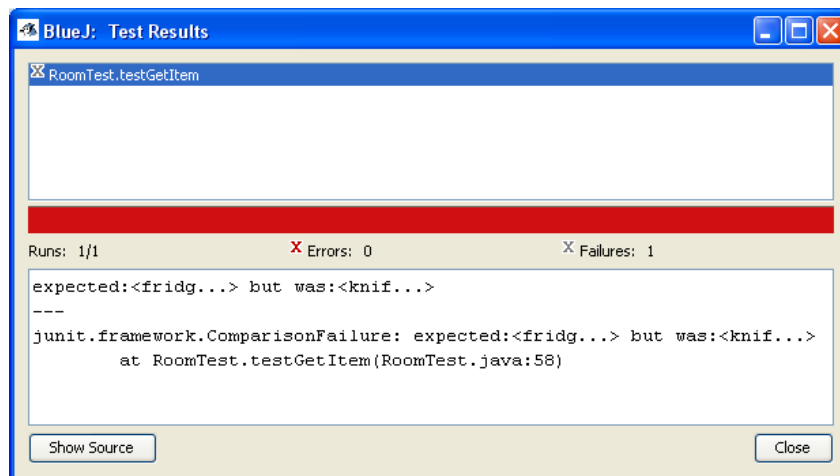 BlueJ: Test Results
RoomTest.testGetItem
Runs: 1/1 X Errors: 0 X Failures: 1
expected:<fridg...> but was:<knif...>
---
junit.framework.ComparisonFailure: expected:<fridg...> but was:<knif...>
at RoomTest.testGetItem(RoomTest.java:58)
Show Source Close